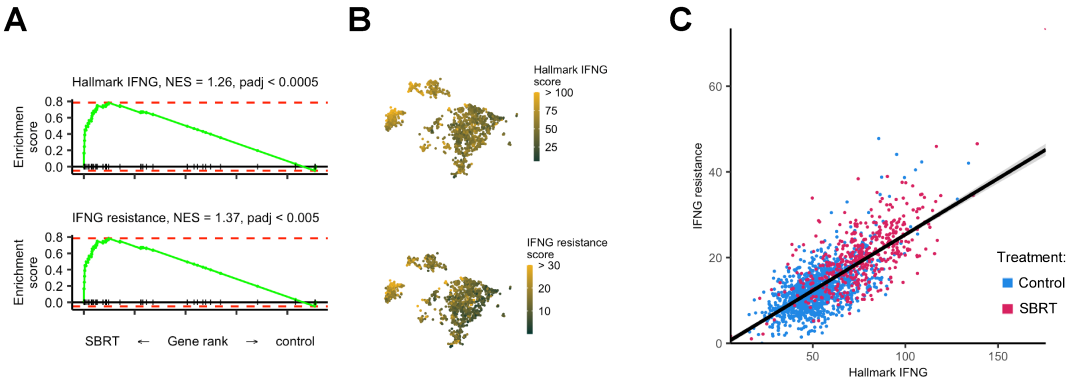 A
Hallmark IFNG, NES = 1.26, padj < 0.0005
Enrichmen
score
0.8
0.6
0.4
0.2
0.0
IFNG resistance, NES = 1.37, padj < 0.005
Enrichment
score
0.8
0.6
0.4
0.2
0.0
SBRT ← Gene rank → control
B
Hallmark IFNG
score
> 100
75
50
25
IFNG resistance
score
> 30
20
10
C
IFNG resistance
60
40
20
0
50 100 150
Hallmark IFNG
Treatment:
Control
SBRT